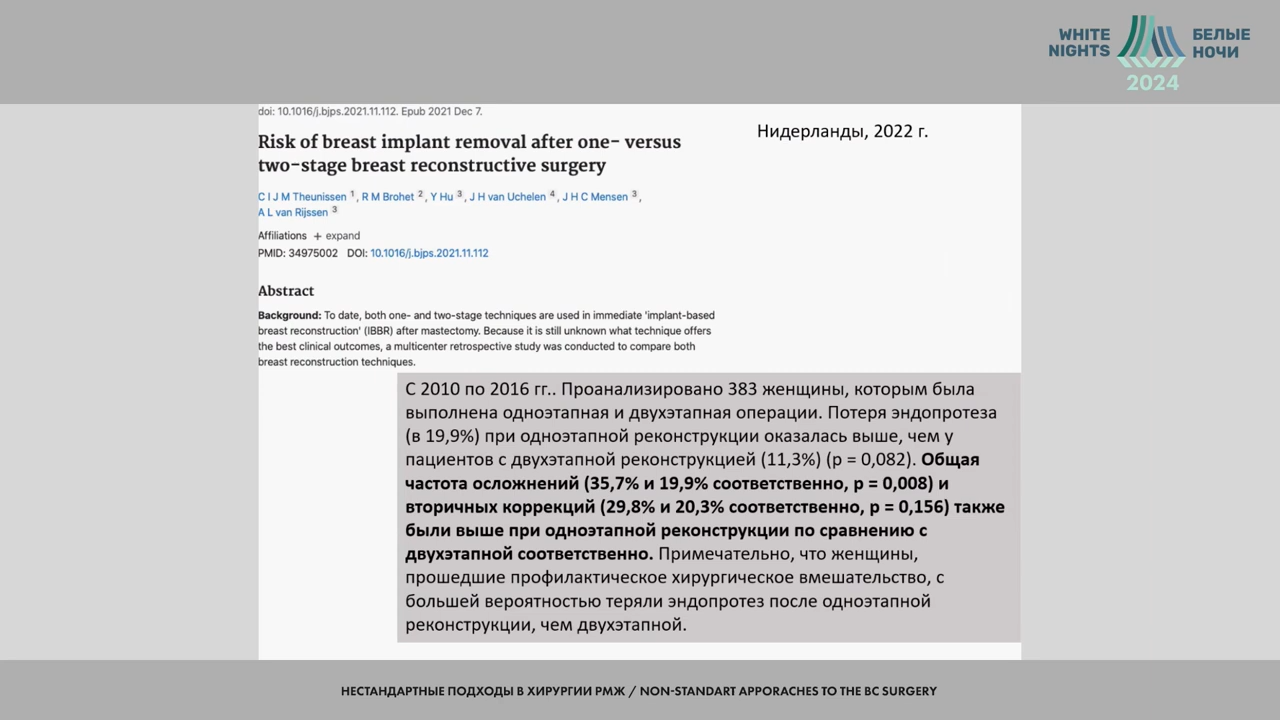 WHITE NIGHTS
БЕЛЫЕ НОЧИ
2024
doi: 10.1016/j.bjps.2021.11.112. Epub 2021 Dec 7.
Risk of breast implant removal after one- versus
two-stage breast reconstructive surgery
Нидерланды, 2022 г.
C I J M Theunissen 1, R M Brohet 2, Y Hu 3, J H van Uchelen 4, J H C Mensen 3,
A L van Rijssen 3
Affiliations + expand
PMID: 34975002 DOI: 10.1016/j.bjps.2021.11.112
Abstract
Background: To date, both one- and two-stage techniques are used in immediate 'implant-based
breast reconstruction' (IBBR) after mastectomy. Because it is still unknown what technique offers
the best clinical outcomes, a multicenter retrospective study was conducted to compare both
breast reconstruction techniques.
С 2010 по 2016 гг.. Проанализировано 383 женщины, которым была
выполнена одноэтапная и двухэтапная операции. Потеря эндопротеза
(в 19,9%) при одноэтапной реконструкции оказалась выше, чем у
пациентов с двухэтапной реконструкцией (11,3%) (p = 0,082). Общая
частота осложнений (35,7% и 19,9% соответственно, p = 0,008) и
вторичных коррекций (29,8% и 20,3% соответственно, p = 0,156) также
были выше при одноэтапной реконструкции по сравнению с
двухэтапной соответственно. Примечательно, что женщины,
прошедшие профилактическое хирургическое вмешательство, с
большей вероятностью теряли эндопротез после одноэтапной
реконструкции, чем двухэтапной.
НЕСТАНДАРТНЫЕ ПОДХОДЫ В ХИРУРГИИ РМЖ / NON-STANDART APPORACHES TO THE BC SURGERY